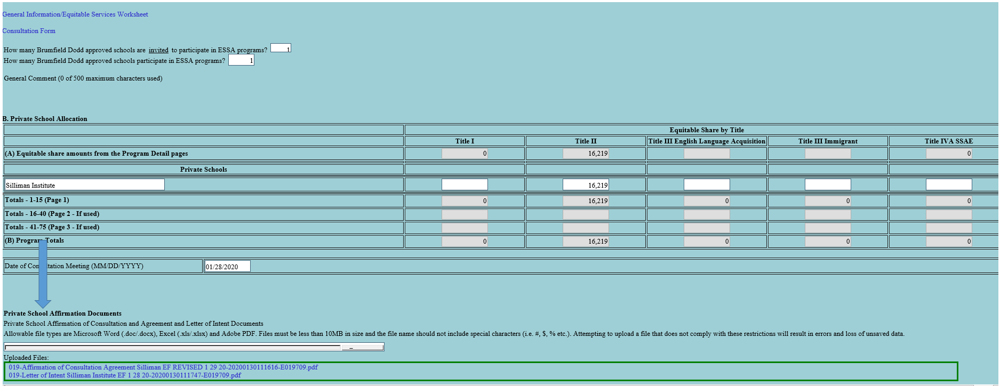 General Information/Equitable Services Worksheet
Consultation Form
How many Brumfield Dodd approved schools are invited to participate in ESSA programs? 1
How many Brumfield Dodd approved schools participate in ESSA programs? 1
General Comment (0 of 500 maximum characters used)
B. Private School Allocation
Equitable Share by Title
Title I Title II Title III English Language Acquisition Title III Immigrant Title IVA SSAE
(A) Equitable share amounts from the Program Detail pages 0 16,219 0
Private Schools
Silliman Institute 16,219
Totals - 1-15 (Page 1) 0 16,219 0 0 0
Totals - 16-40 (Page 2 - If used)
Totals - 41-75 (Page 3 - If used)
(B) Program Totals 0 16,219 0 0 0
Date of Consultation Meeting (MM/DD/YYYY) 01/28/2020
Private School Affirmation Documents
Private School Affirmation of Consultation and Agreement and Letter of Intent Documents
Allowable file types are Microsoft Word (.doc/.docx), Excel (.xls/.xlsx) and Adobe PDF. Files must be less than 10MB in size and the file name should not include special characters (i.e. #, $, % etc.). Attempting to upload a file that does not comply with these restrictions will result in errors and loss of unsaved data.
Uploaded Files:
019-Affirmation of Consultation Agreement Silliman EF REVISED 1 29 20-20200130111616-E019709.pdf
019-Letter of Intent Silliman Institute EF 1 28 20-20200130111747-E019709.pdf